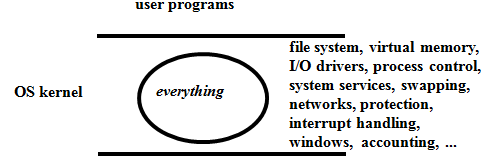 user programs
OS kernel
everything
file system, virtual memory,
I/O drivers, process control,
system services, swapping,
networks, protection,
interrupt handling,
windows, accounting, ...